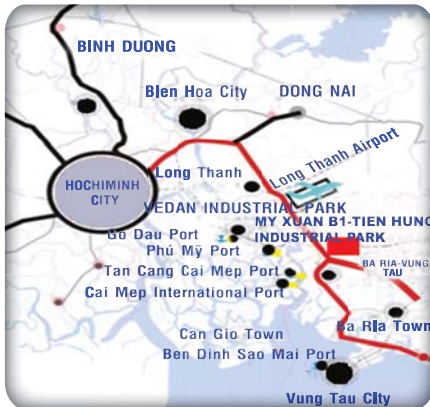 BINH DUONG
Bien Hoa City
DONG NAI
Long Thanh Airport
Long Thanh
HOCHIMINH
CITY
VEDAN INDUSTRIAL PARK
MY XUAN B1-TIEN HUNG
INDUSTRIAL PARK
Go Dau Port
Phú Mỹ Port
BA RIA-VUNG
TAU
Tan Cang Cai Mep Port
Cai Mep International Port
Ba Rịa Town
Can Gio Town
Ben Dinh Sao Mai Port
Vung Tau City